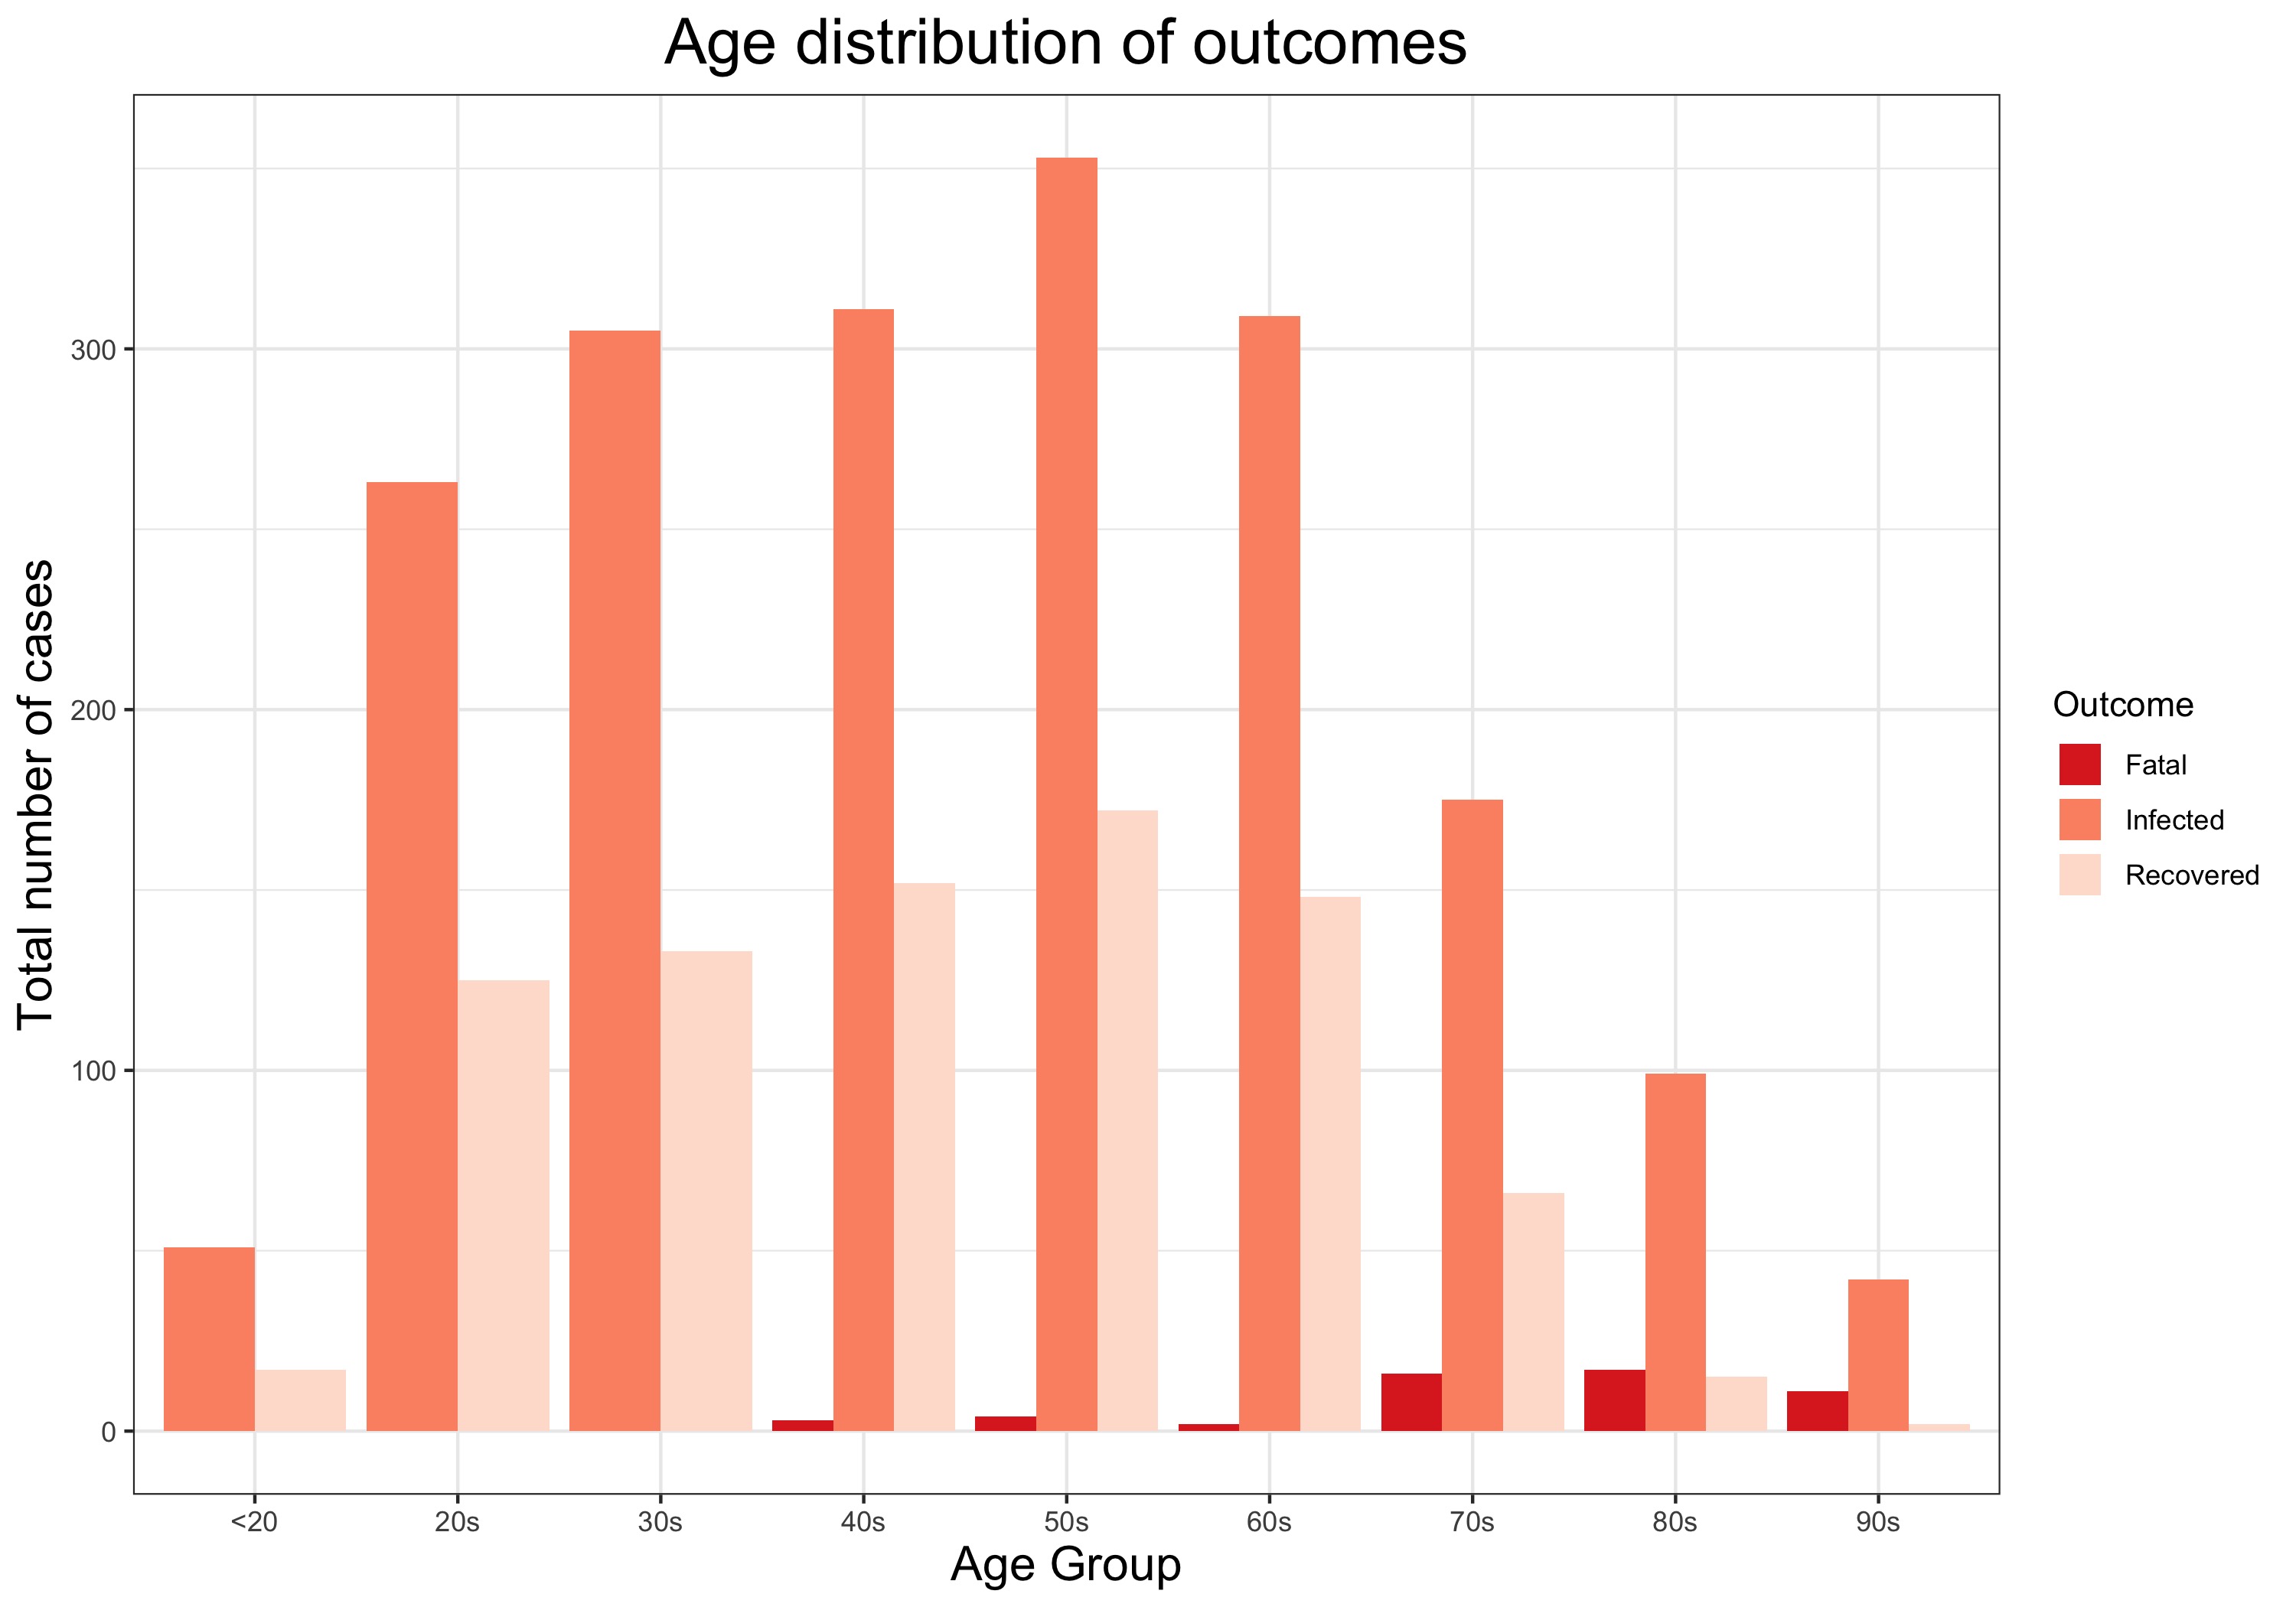 Age distribution of outcomes
Total number of cases
300
200
100
0
<20 20s 30s 40s 50s 60s 70s 80s 90s
Age Group
Outcome
Fatal
Infected
Recovered